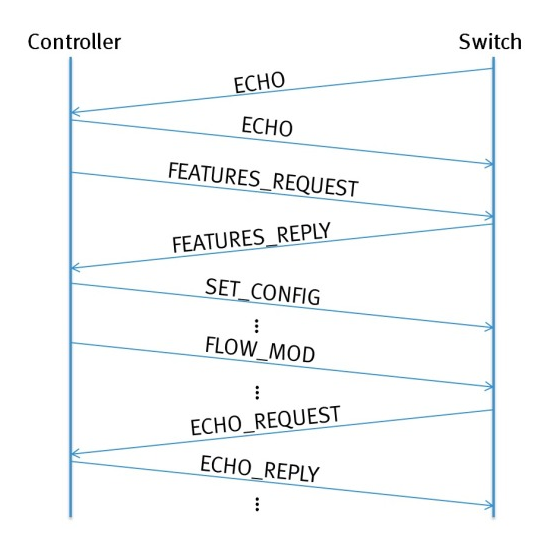 Controller Switch
ECHO
ECHO
FEATURES_REQUEST
FEATURES_REPLY
SET_CONFIG
FLOW_MOD
ECHO_REQUEST
ECHO_REPLY